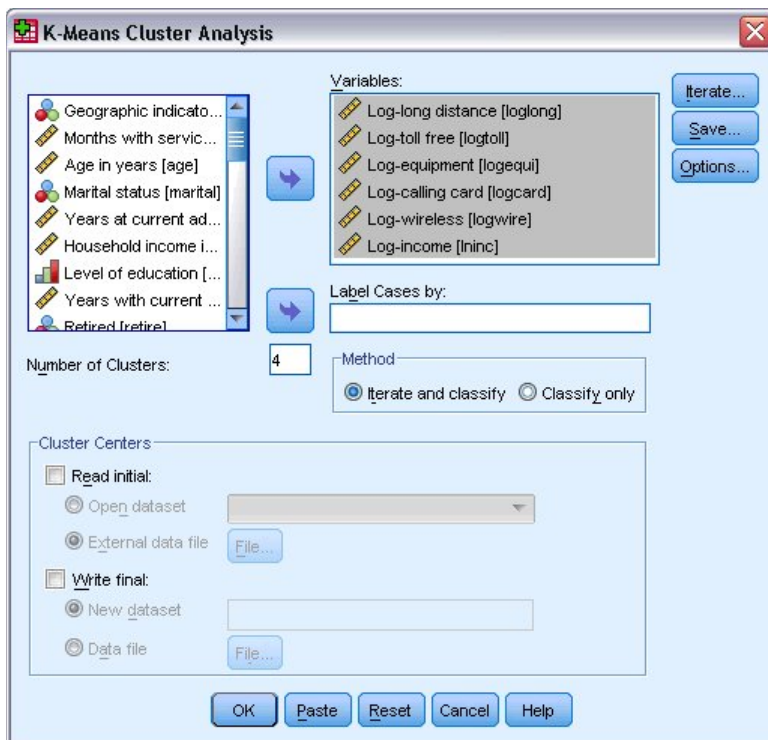 K-Means Cluster Analysis
Geographic indicato...
Months with servic...
Age in years [age]
Marital status [marital]
Years at current ad...
Household income i...
Level of education [...
Years with current ...
Retired [retire]
Variables:
Log-long distance [loglong]
Log-toll free [logtoll]
Log-equipment [logequi]
Log-calling card [logcard]
Log-wireless [logwire]
Log-income [lninc]
Iterate...
Save...
Options...
Label Cases by:
Number of Clusters:
4
Method
Iterate and classify
Classify only
Cluster Centers
Read initial:
Open dataset
External data file
File...
Write final:
New dataset
Data file
File...
OK
Paste
Reset
Cancel
Help